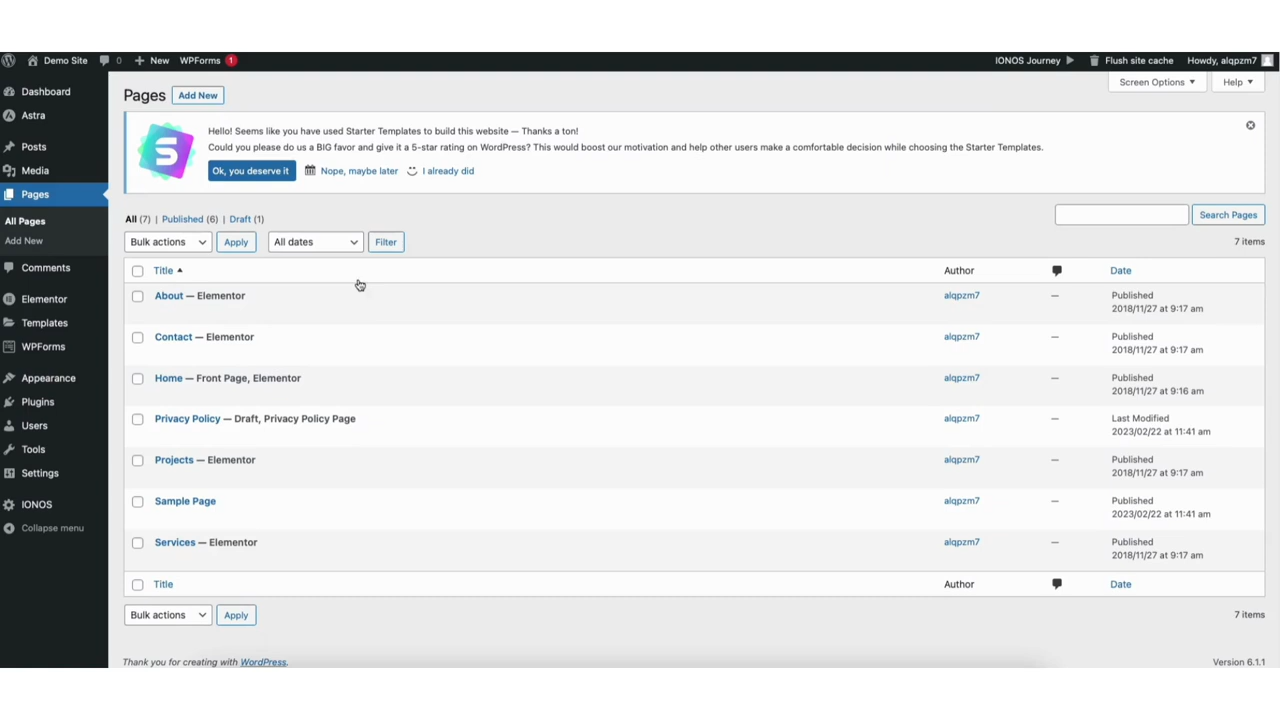 Demo Site 0 New WPForms 1 IONOS Journey Flush site cache Howdy, alqpzm7
Dashboard
Astra
Posts
Media
Pages
All Pages
Add New
Comments
Elementor
Templates
WPForms
Appearance
Plugins
Users
Tools
Settings
IONOS
Collapse menu
Screen Options Help
Pages Add New
S
Hello! Seems like you have used Starter Templates to build this website — Thanks a ton!
Could you please do us a BIG favor and give it a 5-star rating on WordPress? This would boost our motivation and help other users make a comfortable decision while choosing the Starter Templates.
Ok, you deserve it Nope, maybe later I already did
All (7) | Published (6) | Draft (1) Search Pages
Bulk actions Apply All dates Filter 7 items
Title Author Date
About — Elementor alqpzm7 — Published
2018/11/27 at 9:17 am
Contact — Elementor alqpzm7 — Published
2018/11/27 at 9:17 am
Home — Front Page, Elementor alqpzm7 — Published
2018/11/27 at 9:16 am
Privacy Policy — Draft, Privacy Policy Page alqpzm7 — Last Modified
2023/02/22 at 11:41 am
Projects — Elementor alqpzm7 — Published
2018/11/27 at 9:17 am
Sample Page alqpzm7 — Published
2023/02/22 at 11:41 am
Services — Elementor alqpzm7 — Published
2018/11/27 at 9:17 am
Title Author Date
Bulk actions Apply 7 items
Thank you for creating with WordPress. Version 6.1.1